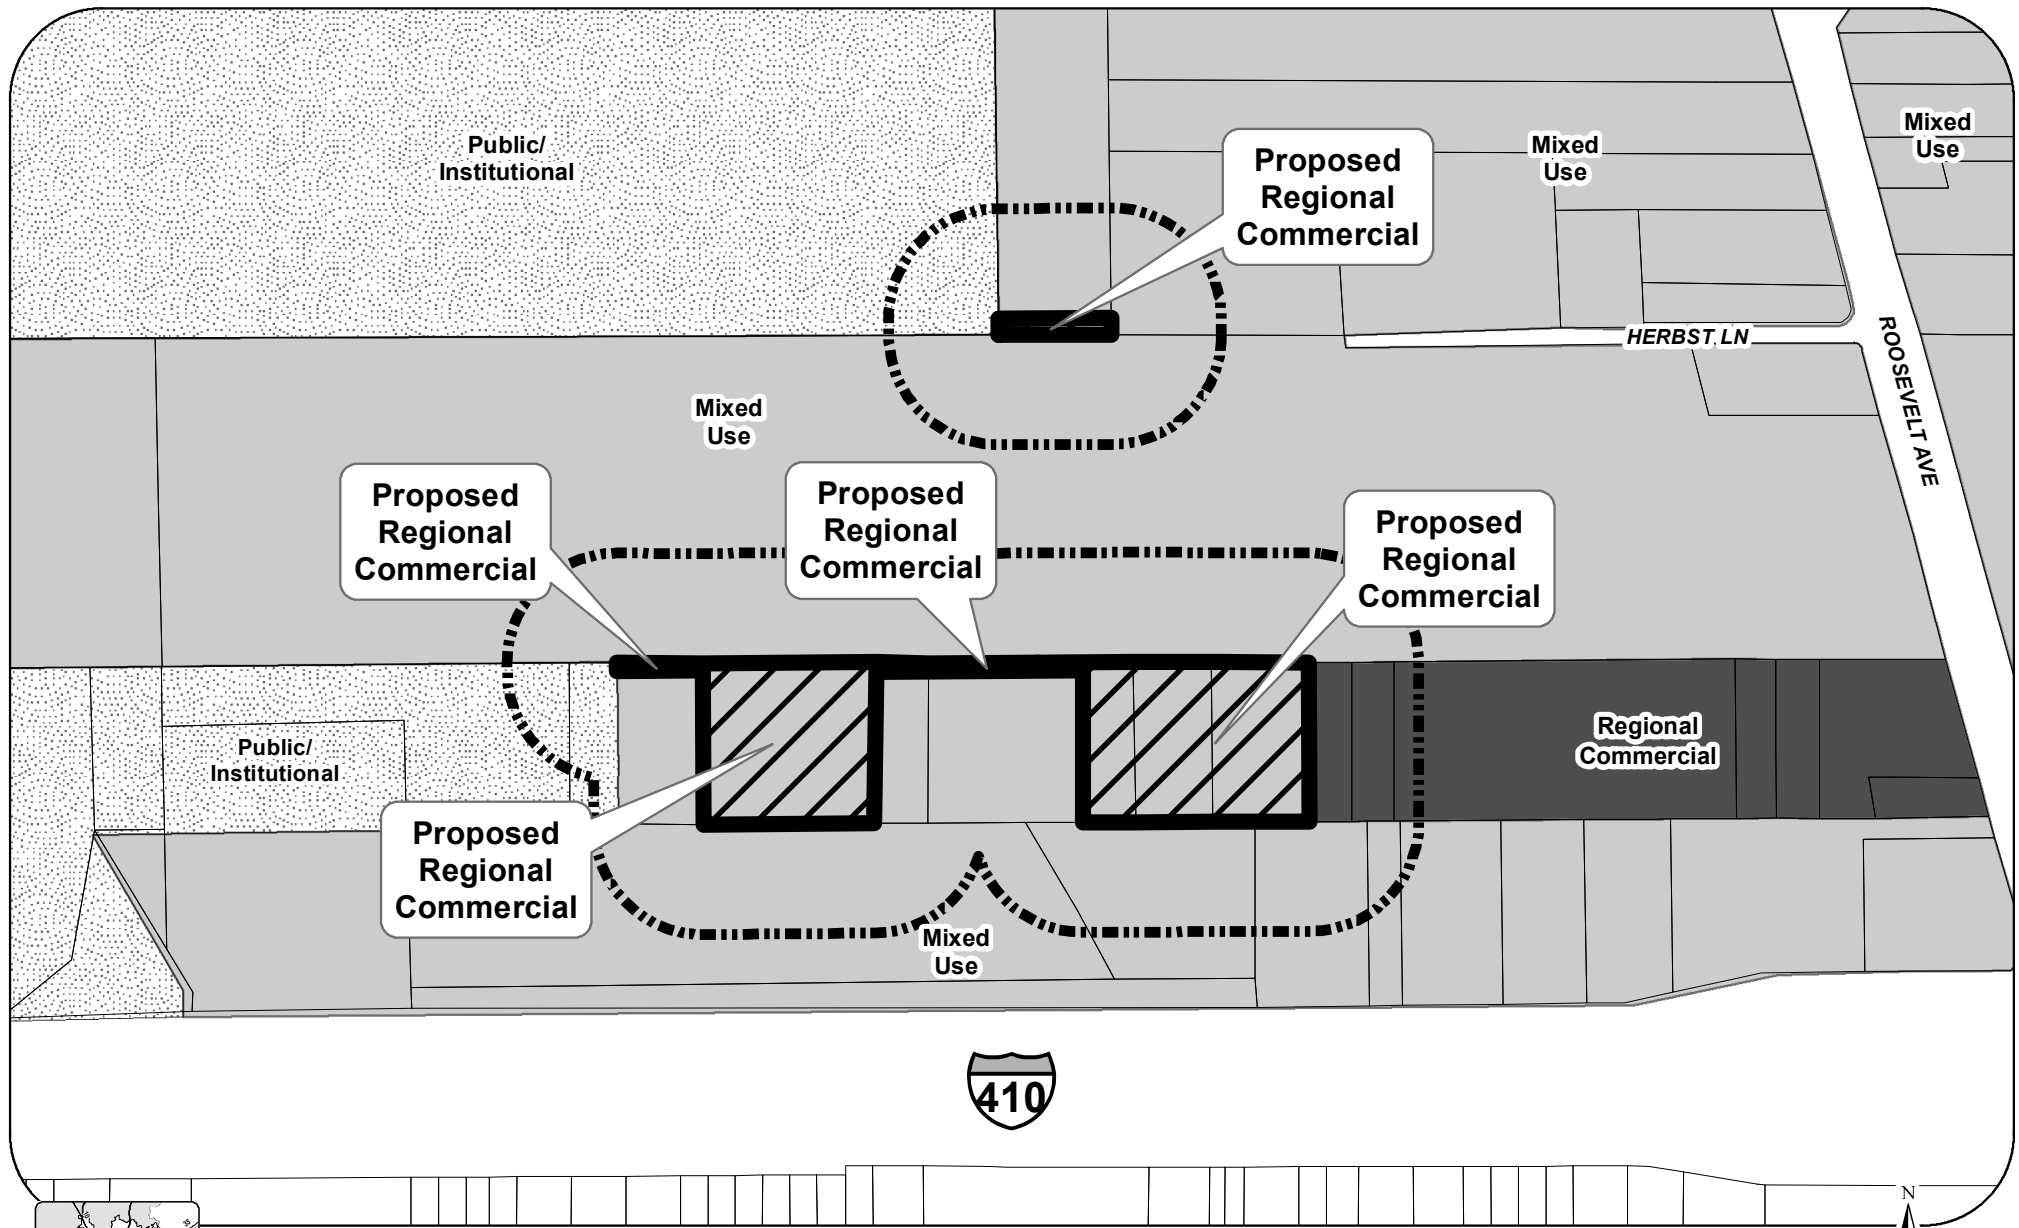 Public/
Institutional
Proposed
Regional
Commercial
Mixed
Use
Mixed
Use
HERBST LN
ROOSEVELT AVE
Mixed
Use
Proposed
Regional
Commercial
Proposed
Regional
Commercial
Proposed
Regional
Commercial
Public/
Institutional
Regional
Commercial
Proposed
Regional
Commercial
Mixed
Use
410
N